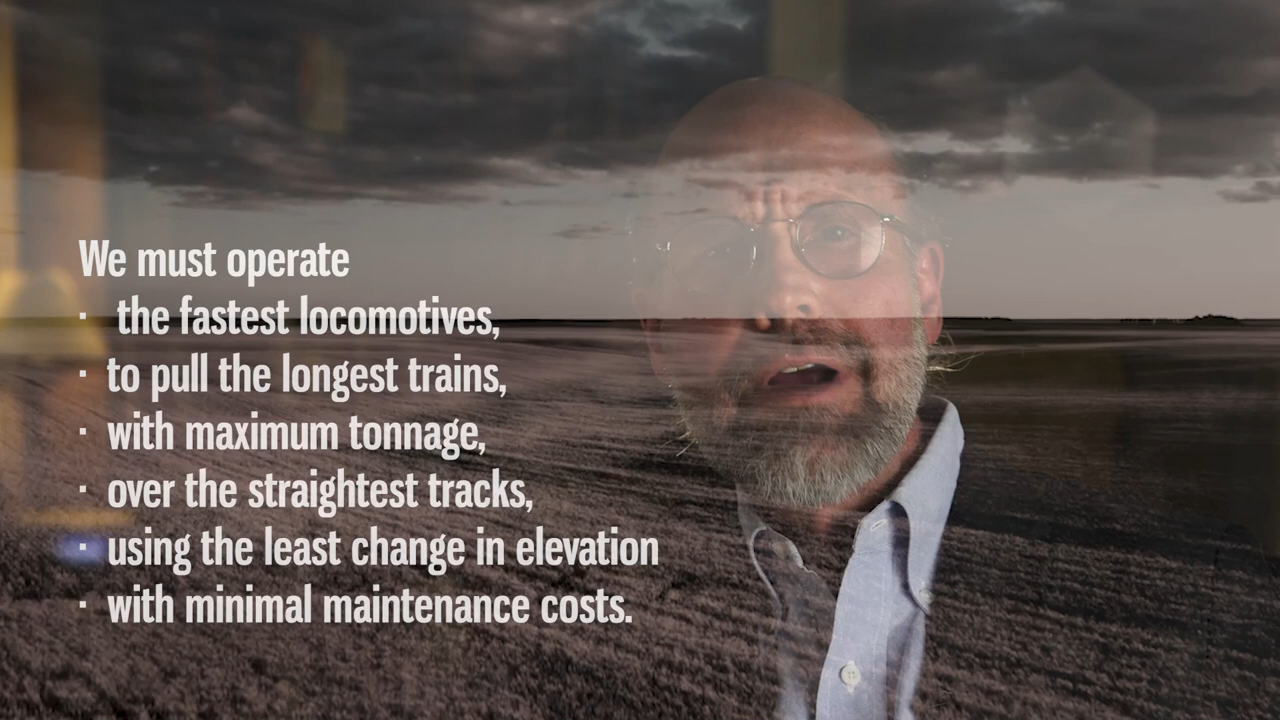 We must operate
· the fastest locomotives,
· to pull the longest trains,
· with maximum tonnage,
· over the straightest tracks,
· using the least change in elevation
· with minimal maintenance costs.